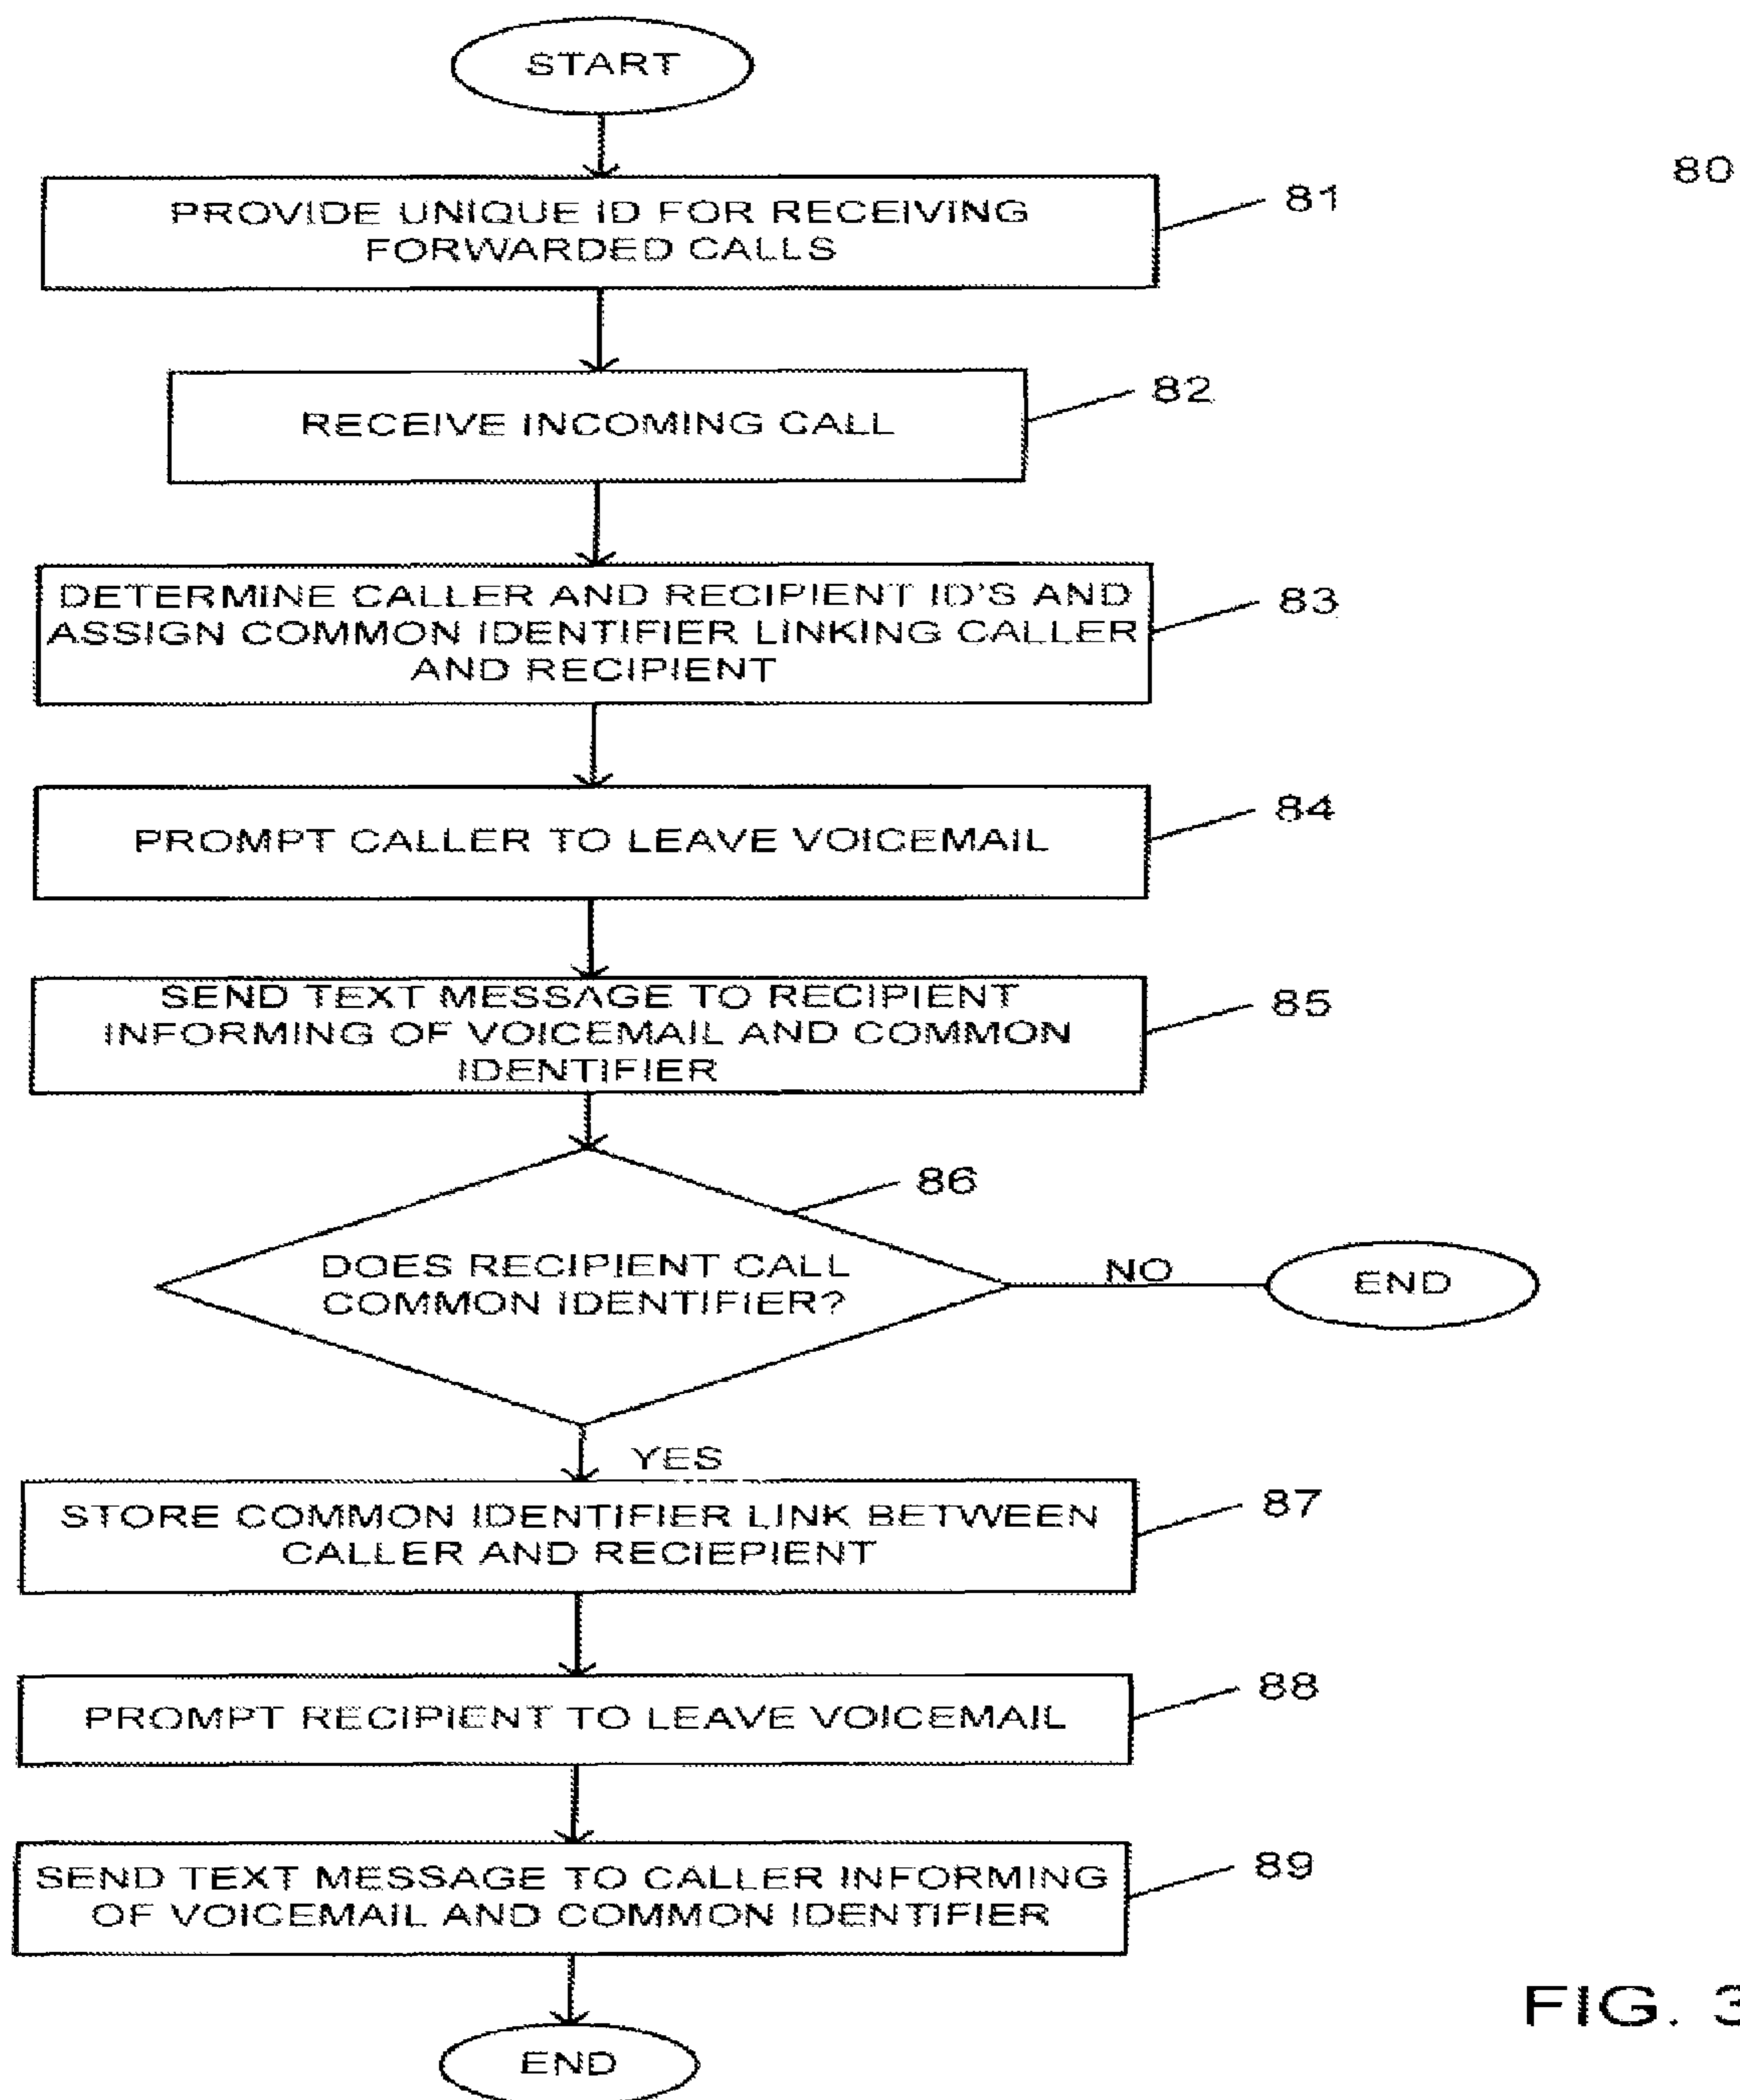 START
80
PROVIDE UNIQUE ID FOR RECEIVING
FORWARDED CALLS
81
RECEIVE INCOMING CALL
82
DETERMINE CALLER AND RECIPIENT ID'S AND
ASSIGN COMMON IDENTIFIER LINKING CALLER
AND RECIPIENT
83
PROMPT CALLER TO LEAVE VOICEMAIL
84
SEND TEXT MESSAGE TO RECIPIENT
INFORMING OF VOICEMAIL AND COMMON
IDENTIFIER
85
86
DOES RECIPIENT CALL
COMMON IDENTIFIER?
NO
END
YES
STORE COMMON IDENTIFIER LINK BETWEEN
CALLER AND RECIEPIENT
87
PROMPT RECIPIENT TO LEAVE VOICEMAIL
88
SEND TEXT MESSAGE TO CALLER INFORMING
OF VOICEMAIL AND COMMON IDENTIFIER
89
END
FIG. 3